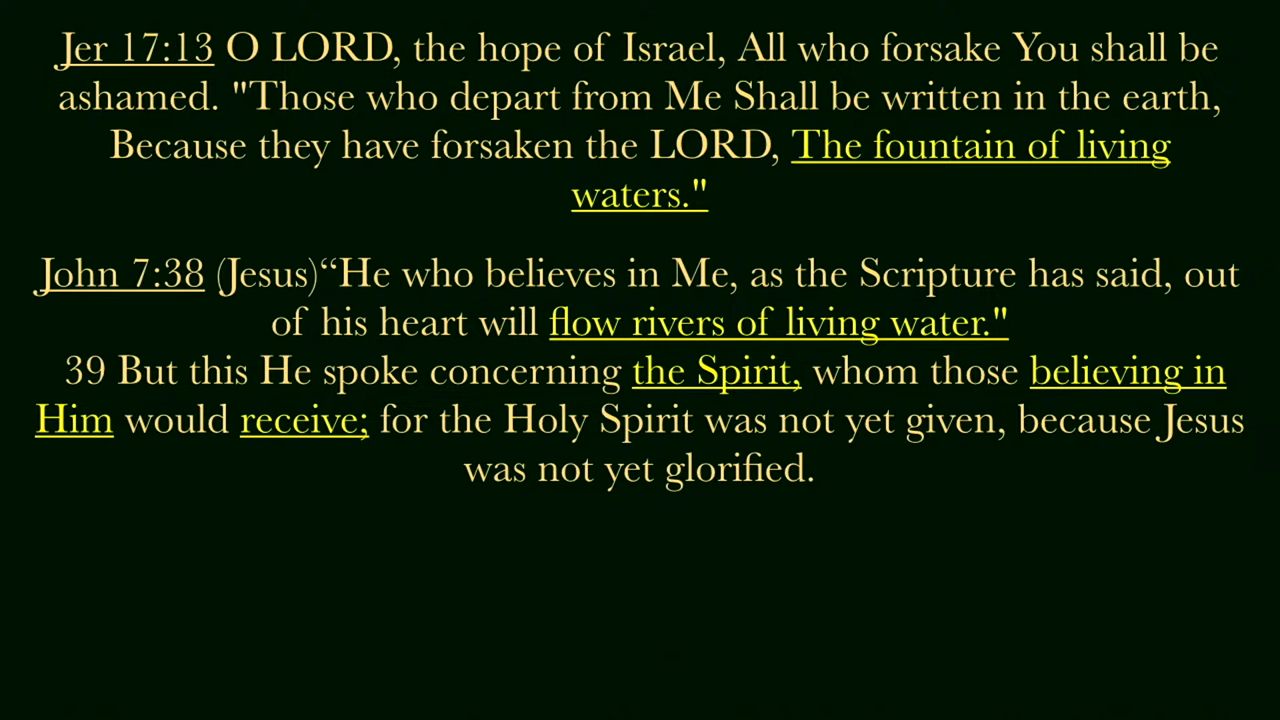 Jer 17:13 O LORD, the hope of Israel, All who forsake You shall be
ashamed. "Those who depart from Me Shall be written in the earth,
Because they have forsaken the LORD, The fountain of living
waters."
John 7:38 (Jesus)“He who believes in Me, as the Scripture has said, out
of his heart will flow rivers of living water."
39 But this He spoke concerning the Spirit, whom those believing in
Him would receive; for the Holy Spirit was not yet given, because Jesus
was not yet glorified.